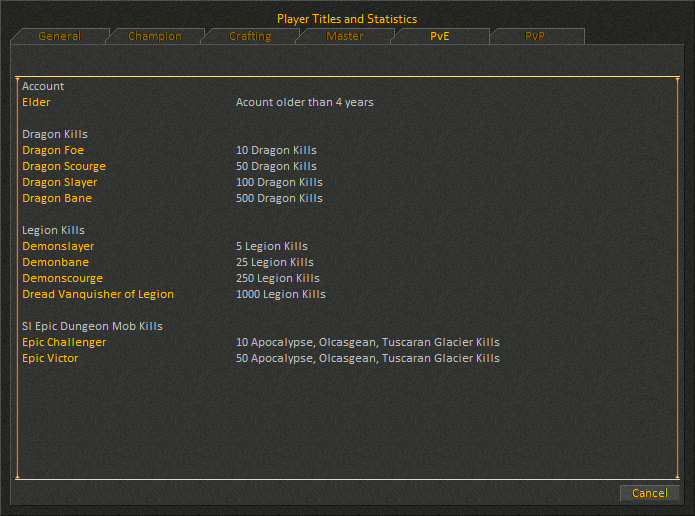 Player Titles and Statistics
General Champion Crafting Master PvE PvP
Account
Elder Acount older than 4 years
Dragon Kills
Dragon Foe 10 Dragon Kills
Dragon Scourge 50 Dragon Kills
Dragon Slayer 100 Dragon Kills
Dragon Bane 500 Dragon Kills
Legion Kills
Demonslayer 5 Legion Kills
Demonbane 25 Legion Kills
Demonscourge 250 Legion Kills
Dread Vanquisher of Legion 1000 Legion Kills
SI Epic Dungeon Mob Kills
Epic Challenger 10 Apocalypse, Olcasgean, Tuscaran Glacier Kills
Epic Victor 50 Apocalypse, Olcasgean, Tuscaran Glacier Kills
Cancel